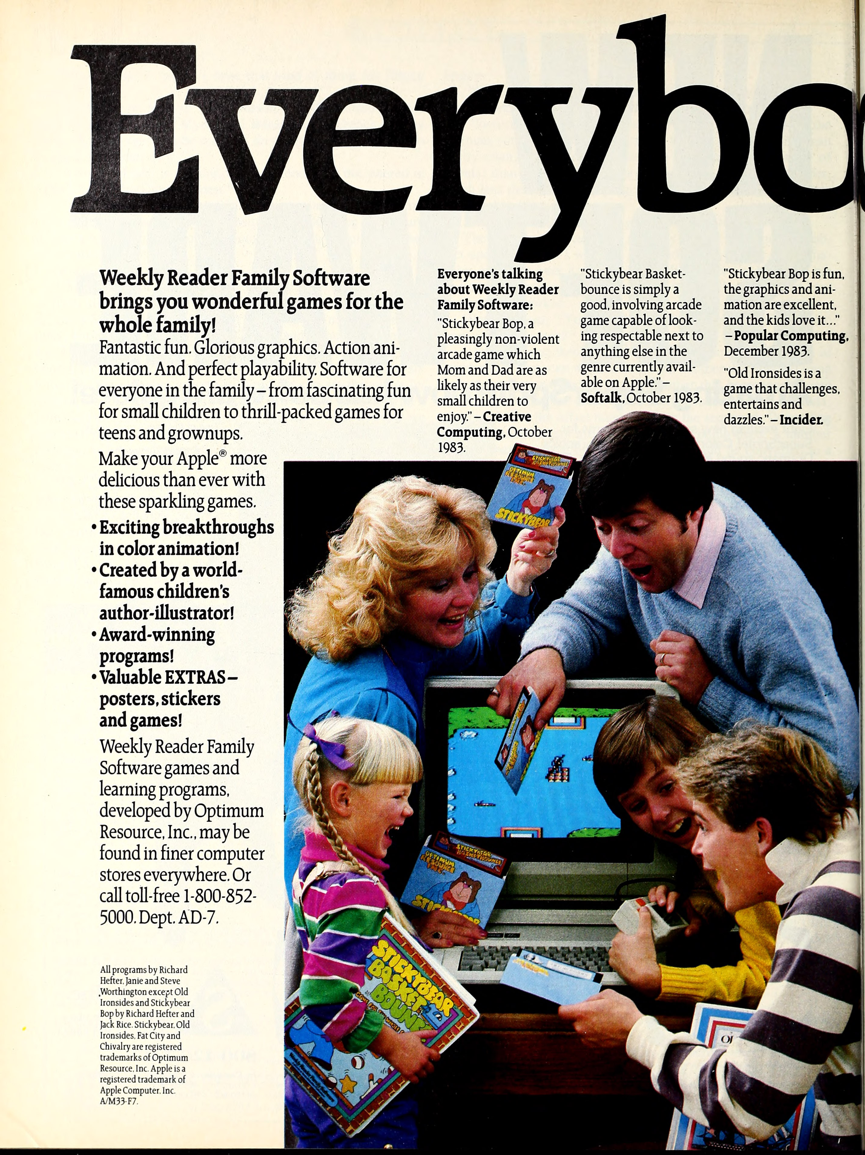 Everybo
Weekly Reader Family Software
brings you wonderful games for the
whole family!
Fantastic fun. Glorious graphics. Action ani-
mation. And perfect playability. Software for
everyone in the family – from fascinating fun
for small children to thrill-packed games for
teens and grownups.
Make your Apple® more
delicious than ever with
these sparkling games.
• Exciting breakthroughs
in color animation!
• Created by a world-
famous children's
author-illustrator!
• Award-winning
programs!
• Valuable EXTRAS –
posters, stickers
and games!
Weekly Reader Family
Software games and
learning programs,
developed by Optimum
Resource, Inc., may be
found in finer computer
stores everywhere. Or
call toll-free 1-800-852-
5000. Dept. AD-7.
All programs by Richard
Hefter. Janie and Steve
Worthington except Old
Ironsides and Stickybear
Bop by Richard Hefter and
Jack Rice. Stickybear. Old
Ironsides. Fat City and
Chivalry are registered
trademarks of Optimum
Resource. Inc. Apple is a
registered trademark of
Apple Computer. Inc.
A/M33-F7.
Everyone's talking
about Weekly Reader
Family Software:
"Stickybear Bop, a
pleasingly non-violent
arcade game which
Mom and Dad are as
likely as their very
small children to
enjoy." – Creative
Computing, October
1983.
"Stickybear Basket-
bounce is simply a
good, involving arcade
game capable of look-
ing respectable next to
anything else in the
genre currently avail-
able on Apple." –
Softalk, October 1983.
"Stickybear Bop is fun,
the graphics and ani-
mation are excellent,
and the kids love it..."
– Popular Computing,
December 1983.
"Old Ironsides is a
game that challenges,
entertains and
dazzles." – Incider.
STICKYBEAR
STICKYBEAR
STICKYBEAR
BASKET
BOUNCE